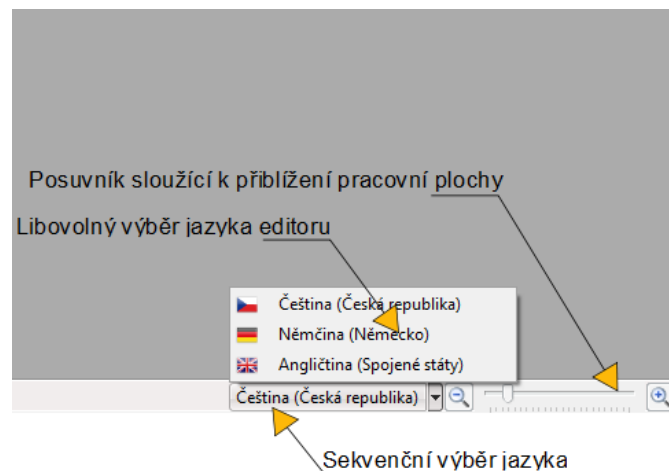 Posuvník sloužící k přiblížení pracovní plochy
Libovolný výběr jazyka editoru
Čeština (Česká republika)
Němčina (Německo)
Angličtina (Spojené státy)
Čeština (Česká republika)
Sekvenční výběr jazyka